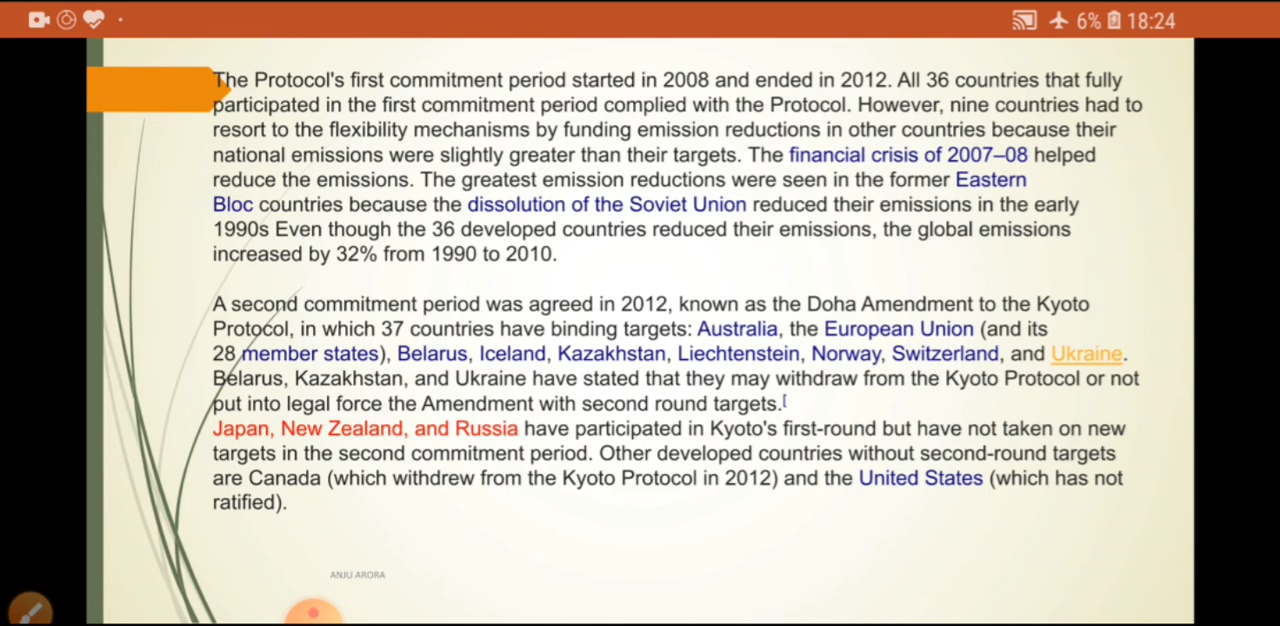 6% 18:24
The Protocol's first commitment period started in 2008 and ended in 2012. All 36 countries that fully
participated in the first commitment period complied with the Protocol. However, nine countries had to
resort to the flexibility mechanisms by funding emission reductions in other countries because their
national emissions were slightly greater than their targets. The financial crisis of 2007–08 helped
reduce the emissions. The greatest emission reductions were seen in the former Eastern
Bloc countries because the dissolution of the Soviet Union reduced their emissions in the early
1990s Even though the 36 developed countries reduced their emissions, the global emissions
increased by 32% from 1990 to 2010.
A second commitment period was agreed in 2012, known as the Doha Amendment to the Kyoto
Protocol, in which 37 countries have binding targets: Australia, the European Union (and its
28 member states), Belarus, Iceland, Kazakhstan, Liechtenstein, Norway, Switzerland, and Ukraine.
Belarus, Kazakhstan, and Ukraine have stated that they may withdraw from the Kyoto Protocol or not
put into legal force the Amendment with second round targets.[
Japan, New Zealand, and Russia have participated in Kyoto's first-round but have not taken on new
targets in the second commitment period. Other developed countries without second-round targets
are Canada (which withdrew from the Kyoto Protocol in 2012) and the United States (which has not
ratified).
ANJU ARORA